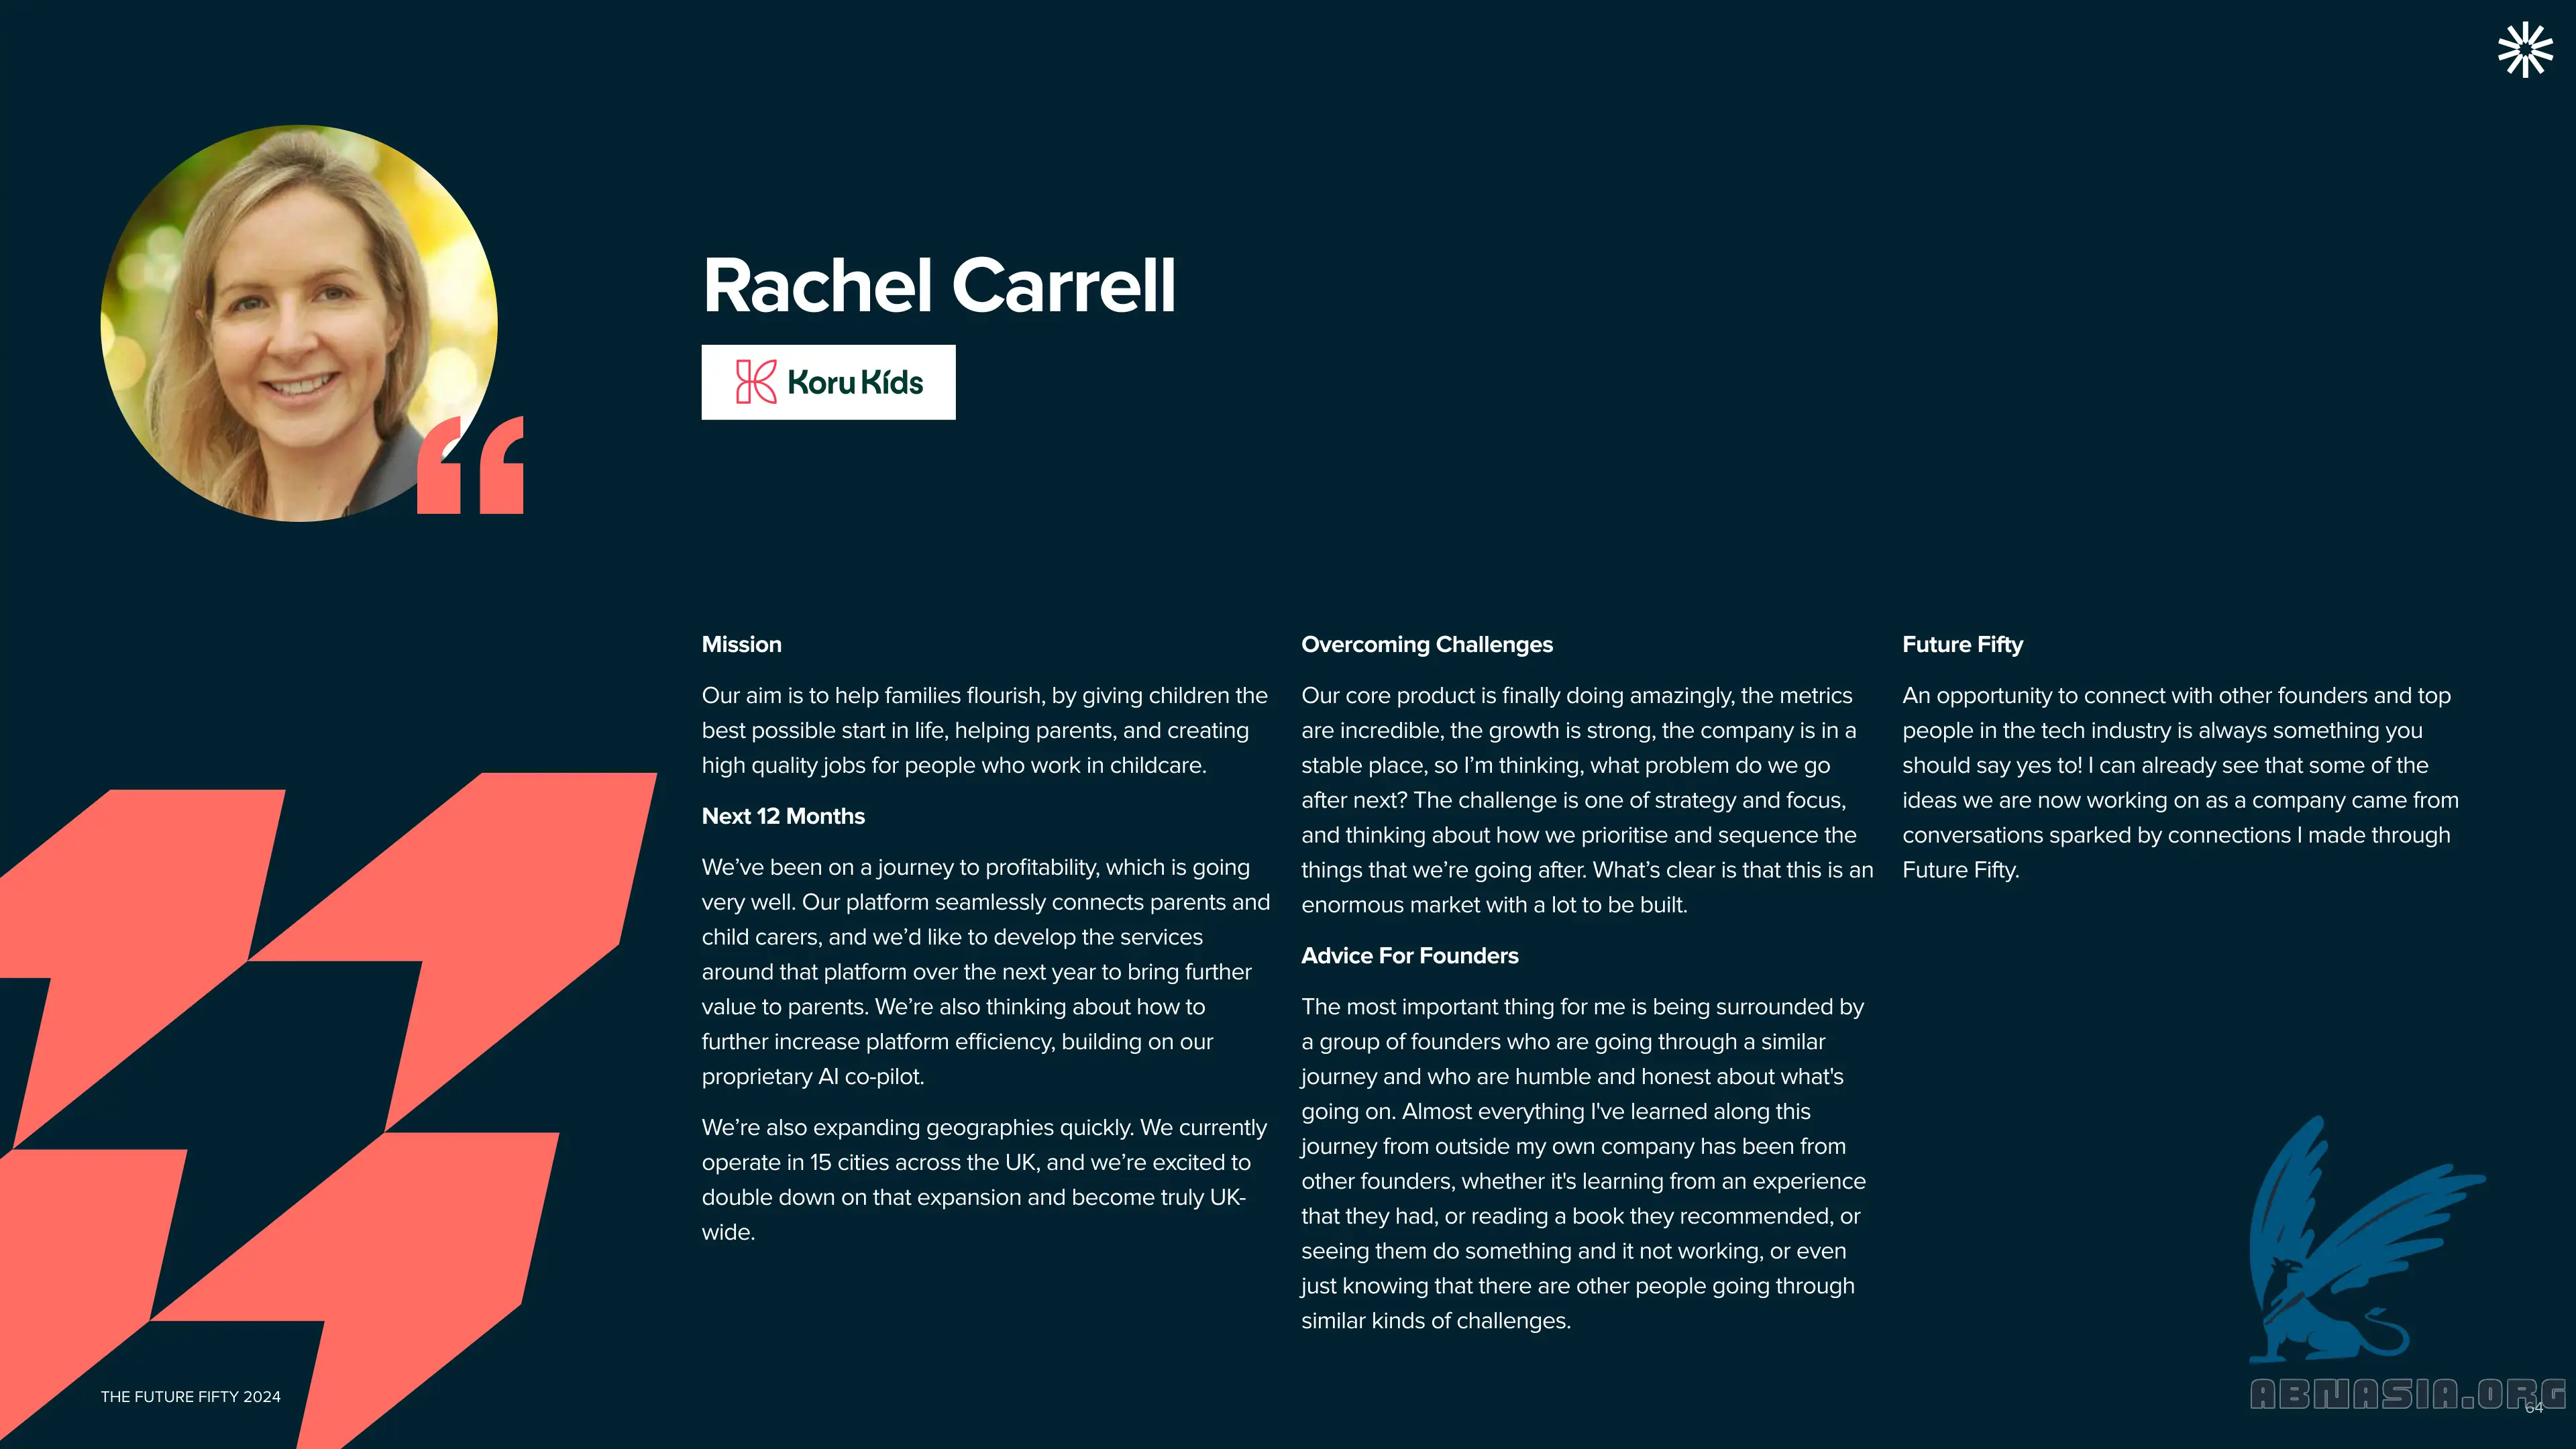 Rachel Carrell
Koru Kids
Mission
Our aim is to help families flourish, by giving children the
best possible start in life, helping parents, and creating
high quality jobs for people who work in childcare.
Next 12 Months
We’ve been on a journey to profitability, which is going
very well. Our platform seamlessly connects parents and
child carers, and we’d like to develop the services
around that platform over the next year to bring further
value to parents. We’re also thinking about how to
further increase platform efficiency, building on our
proprietary AI co-pilot.
We’re also expanding geographies quickly. We currently
operate in 15 cities across the UK, and we’re excited to
double down on that expansion and become truly UK-
wide.
Overcoming Challenges
Our core product is finally doing amazingly, the metrics
are incredible, the growth is strong, the company is in a
stable place, so I’m thinking, what problem do we go
after next? The challenge is one of strategy and focus,
and thinking about how we prioritise and sequence the
things that we’re going after. What’s clear is that this is an
enormous market with a lot to be built.
Advice For Founders
The most important thing for me is being surrounded by
a group of founders who are going through a similar
journey and who are humble and honest about what's
going on. Almost everything I've learned along this
journey from outside my own company has been from
other founders, whether it's learning from an experience
that they had, or reading a book they recommended, or
seeing them do something and it not working, or even
just knowing that there are other people going through
similar kinds of challenges.
Future Fifty
An opportunity to connect with other founders and top
people in the tech industry is always something you
should say yes to! I can already see that some of the
ideas we are now working on as a company came from
conversations sparked by connections I made through
Future Fifty.
THE FUTURE FIFTY 2024
ABNASIA.ORG
64